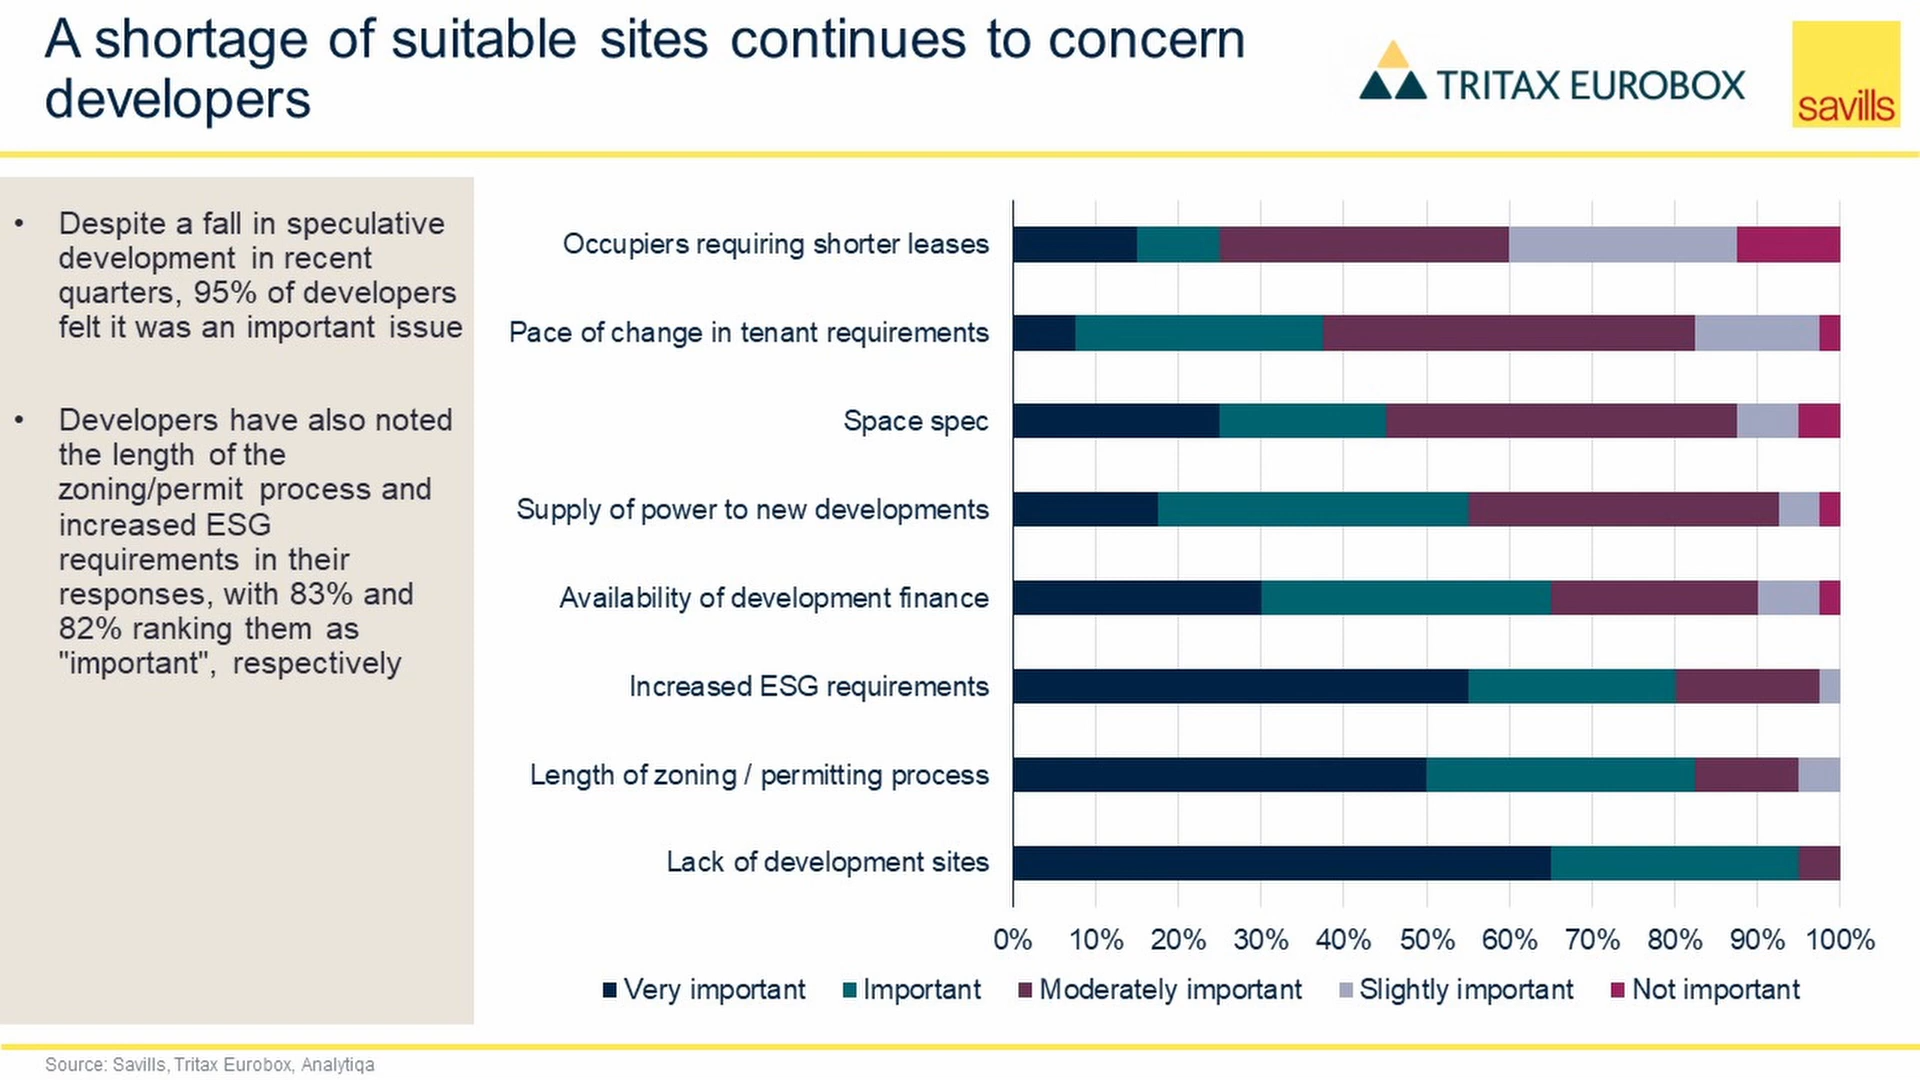 A shortage of suitable sites continues to concern
developers
TRITAX EUROBOX
savills
• Despite a fall in speculative
development in recent
quarters, 95% of developers
felt it was an important issue
• Developers have also noted
the length of the
zoning/permit process and
increased ESG
requirements in their
responses, with 83% and
82% ranking them as
"important", respectively
Occupiers requiring shorter leases
Pace of change in tenant requirements
Space spec
Supply of power to new developments
Availability of development finance
Increased ESG requirements
Length of zoning / permitting process
Lack of development sites
0% 10% 20% 30% 40% 50% 60% 70% 80% 90% 100%
Very important Important Moderately important Slightly important Not important
Source: Savills, Tritax Eurobox, Analytiqa